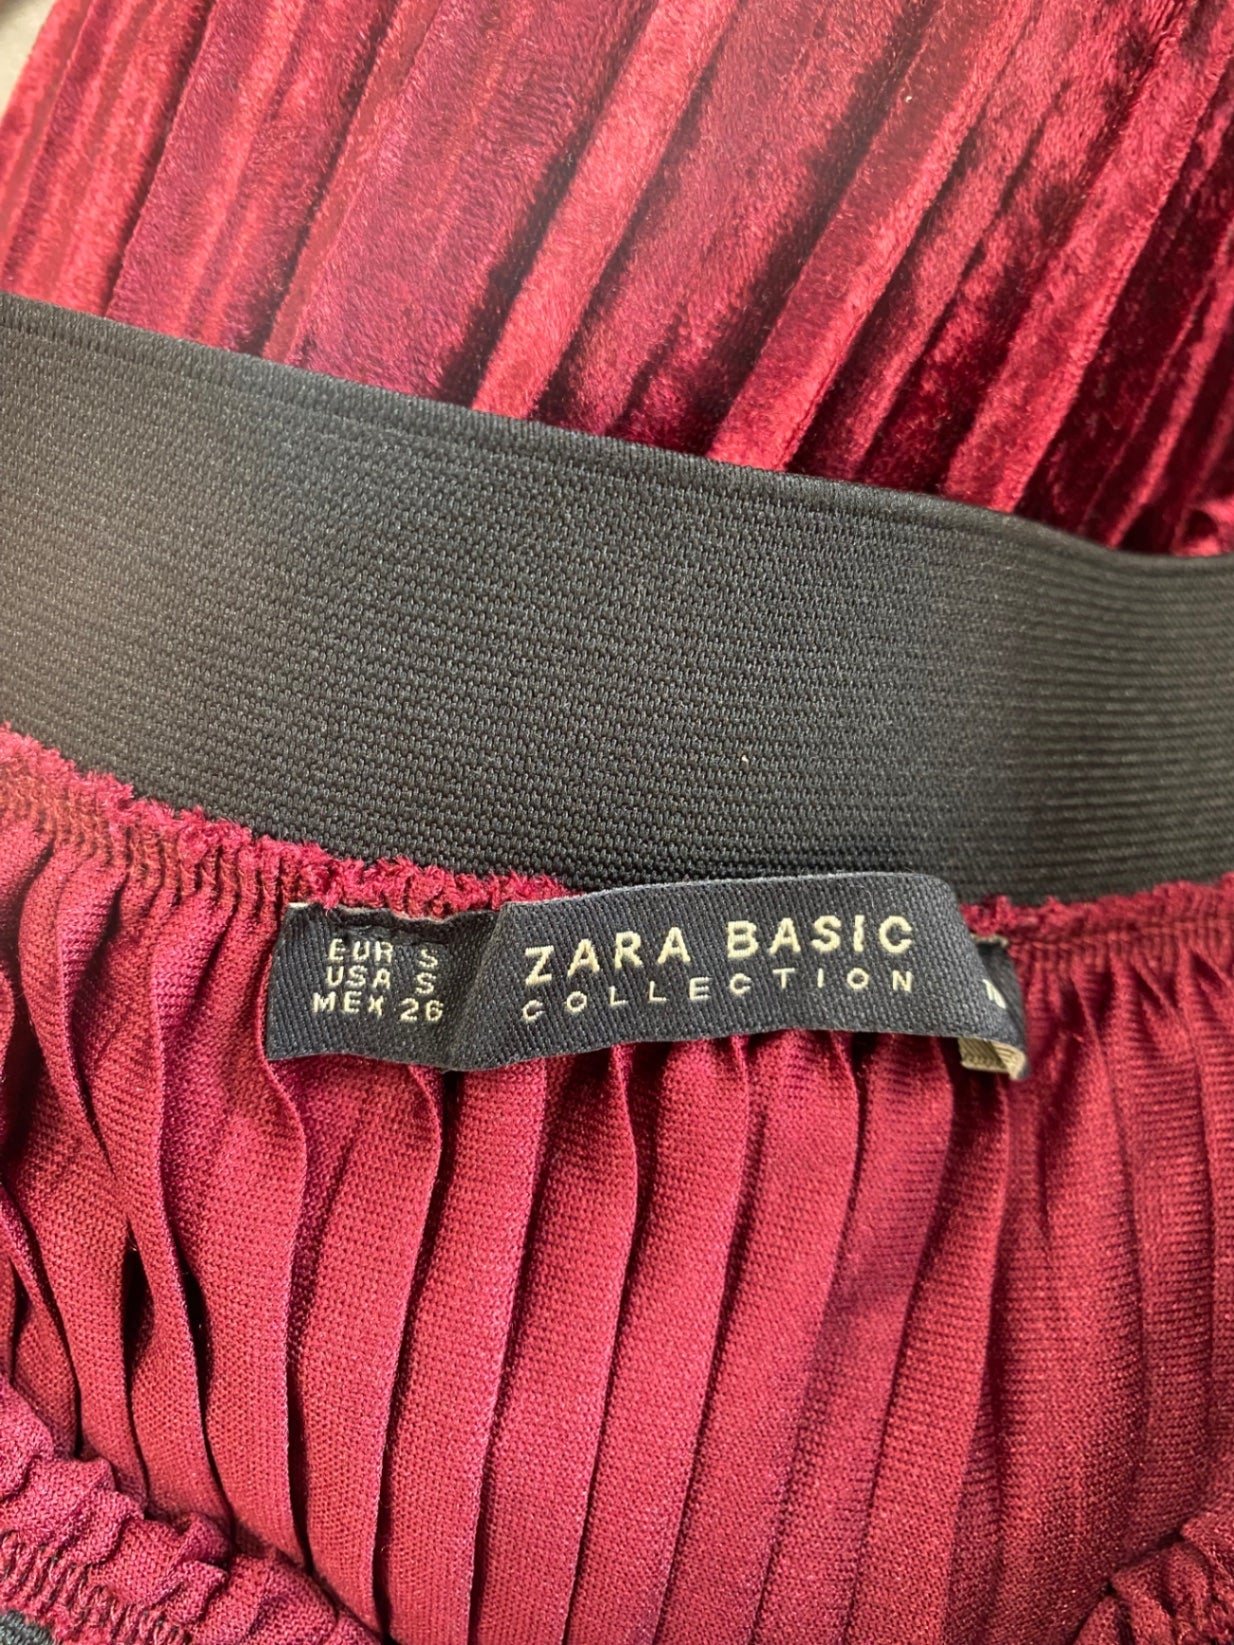 EUR S
USA S
MEX 26
ZARA BASIC
COLLECTION